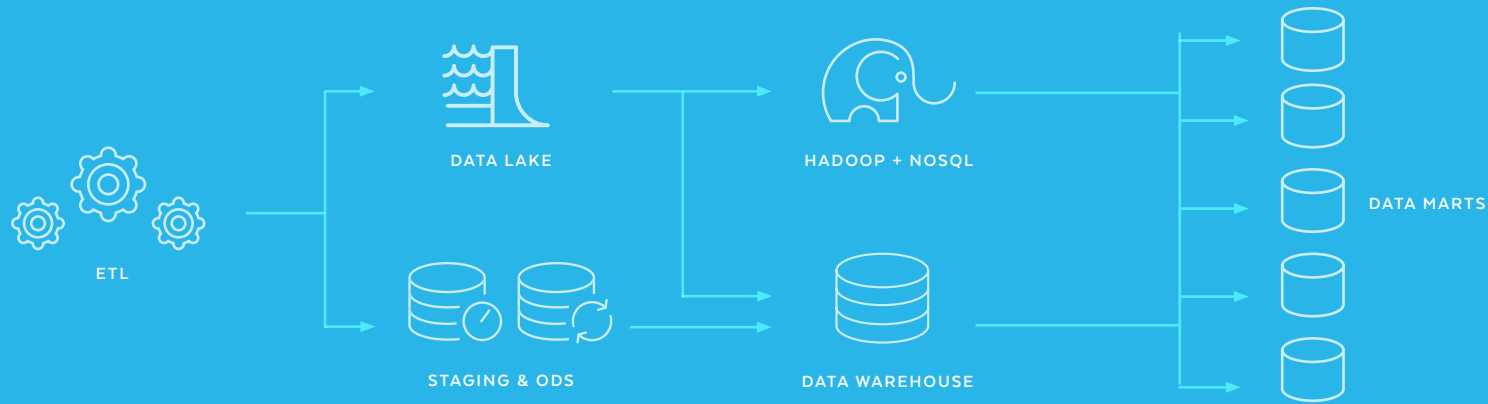 DATA LAKE
HADOOP + NOSQL
DATA MARTS
ETL
STAGING & ODS
DATA WAREHOUSE